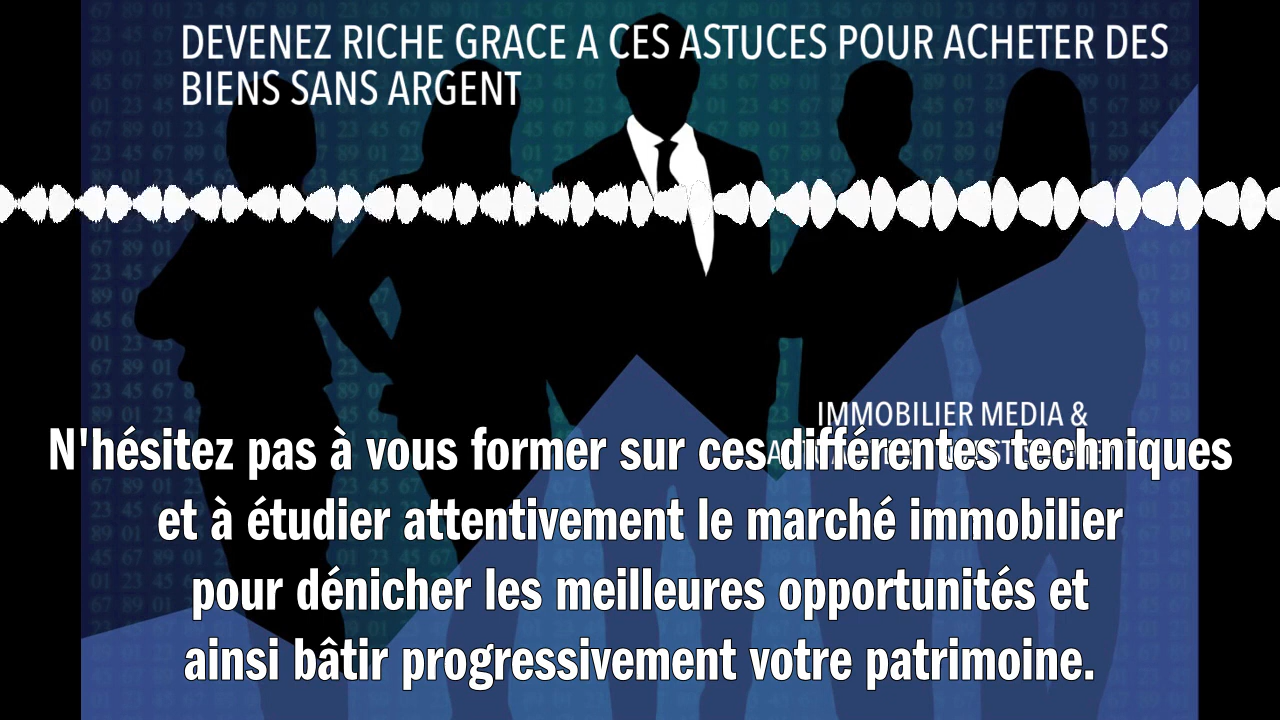 DEVENEZ RICHE GRACE A CES ASTUCES POUR ACHETER DES
BIENS SANS ARGENT
IMMOBILIER MEDIA &
N'hésitez pas à vous former sur ces différentes techniques
et à étudier attentivement le marché immobilier
pour dénicher les meilleures opportunités et
ainsi bâtir progressivement votre patrimoine.